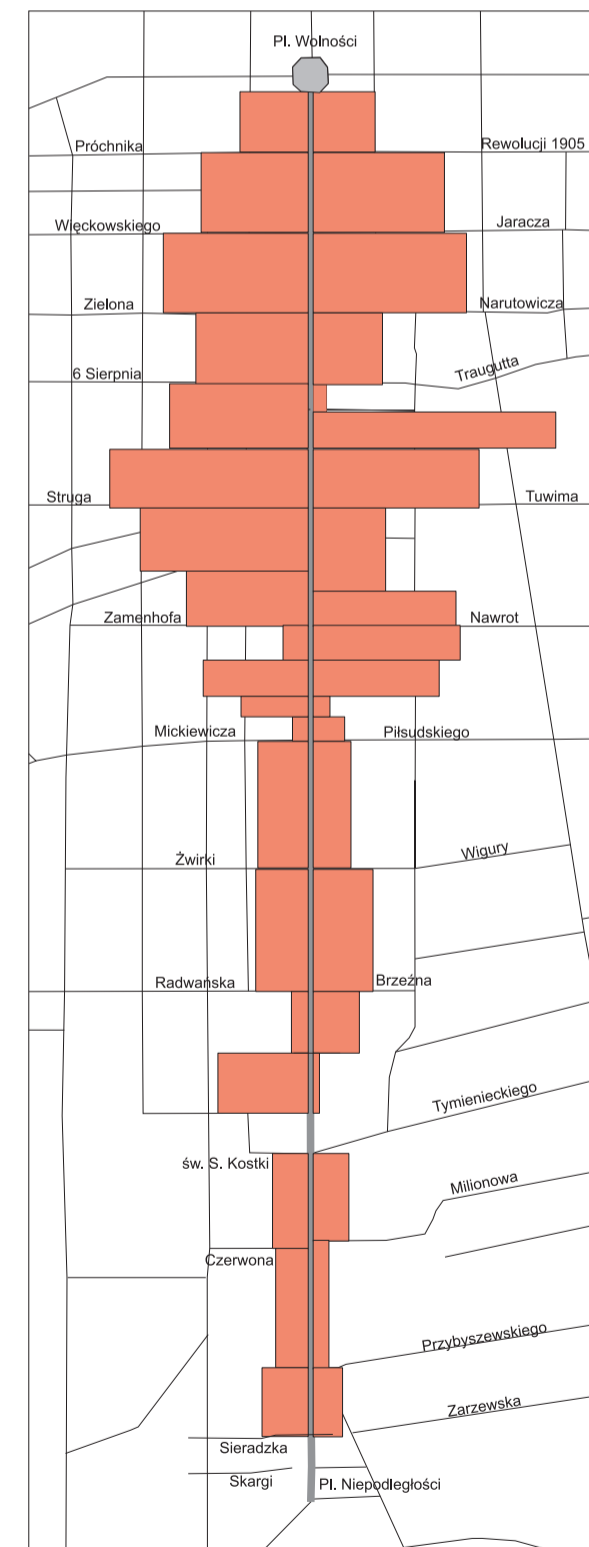 Pl. Wolności
Próchnika
Rewolucji 1905
Więckowskiego
Jaracza
Zielona
Narutowicza
6 Sierpnia
Traugutta
Struga
Tuwima
Zamenhofa
Nawrot
Mickiewicza
Piłsudskiego
Żwirki
Wigury
Radwańska
Brzeźna
Tymienieckiego
św. S. Kostki
Milionowa
Czerwona
Przybyszewskiego
Zarzewska
Sieradzka
Skargi
Pl. Niepodległości